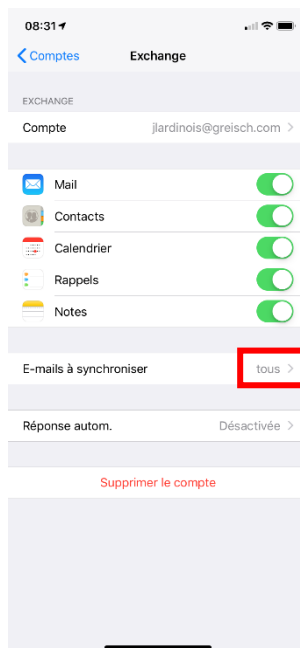 08:31
Comptes Exchange
EXCHANGE
Compte jlardinois@greisch.com
Mail
Contacts
Calendrier
Rappels
Notes
E-mails à synchroniser tous
Réponse autom. Désactivée
Supprimer le compte